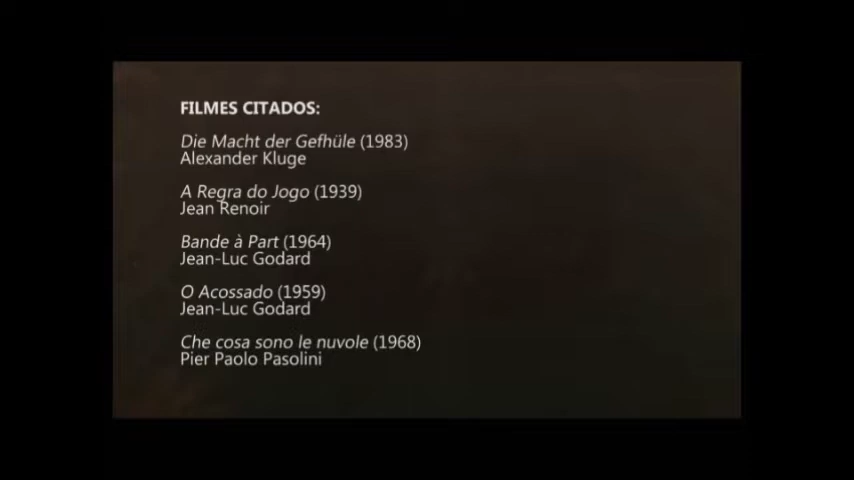 FILMES CITADOS:
Die Macht der Gefhüle (1983)
Alexander Kluge
A Regra do Jogo (1939)
Jean Renoir
Bande à Part (1964)
Jean-Luc Godard
O Acossado (1959)
Jean-Luc Godard
Che cosa sono le nuvole (1968)
Pier Paolo Pasolini